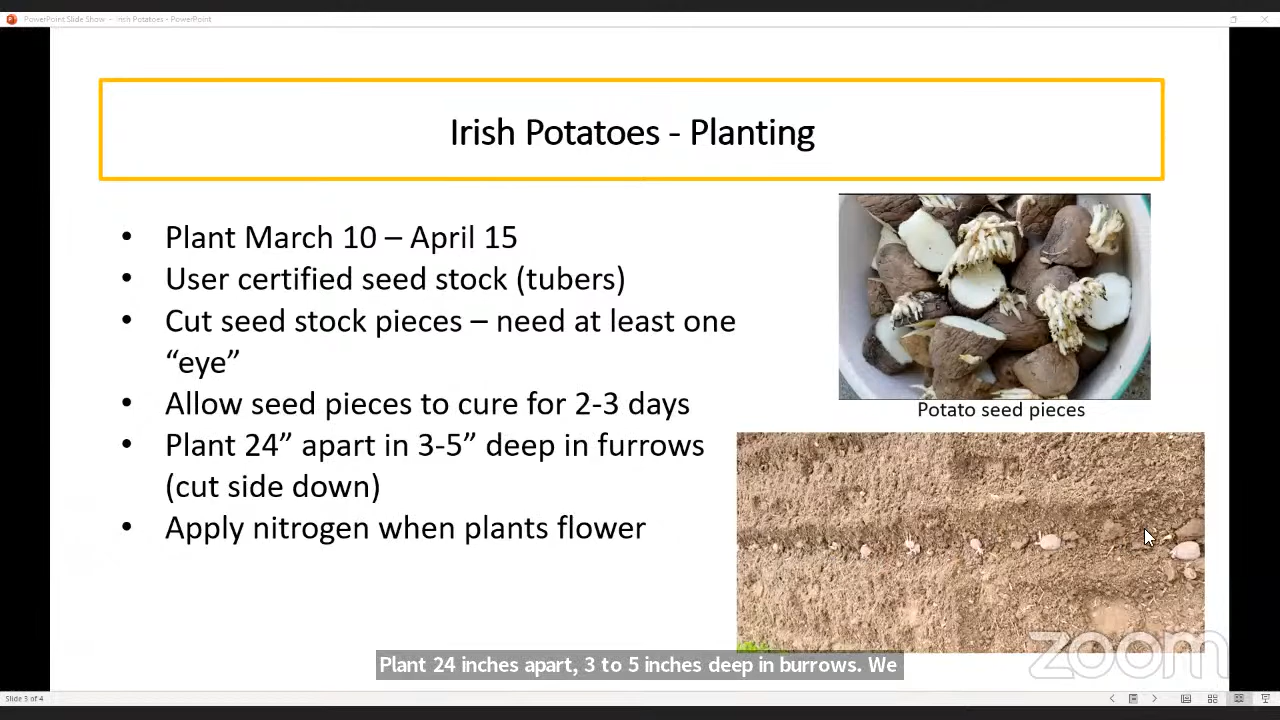 PowerPoint Slide Show - Irish Potatoes - PowerPoint
Irish Potatoes - Planting
• Plant March 10 – April 15
• User certified seed stock (tubers)
• Cut seed stock pieces – need at least one
“eye”
• Allow seed pieces to cure for 2-3 days
• Plant 24” apart in 3-5” deep in furrows
(cut side down)
• Apply nitrogen when plants flower
Potato seed pieces
zoom
Plant 24 inches apart, 3 to 5 inches deep in burrows. We
Slide 3 of 4